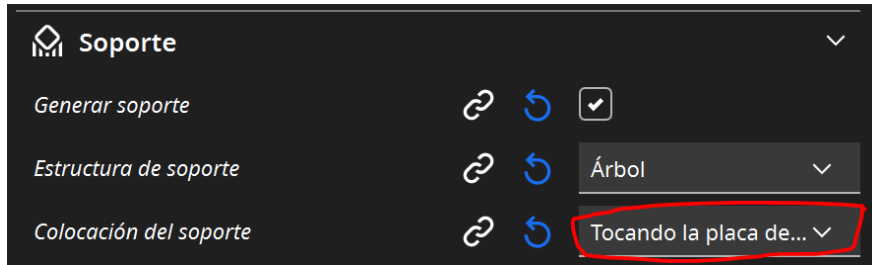 Soporte
Generar soporte
Estructura de soporte Árbol
Colocación del soporte Tocando la placa de...